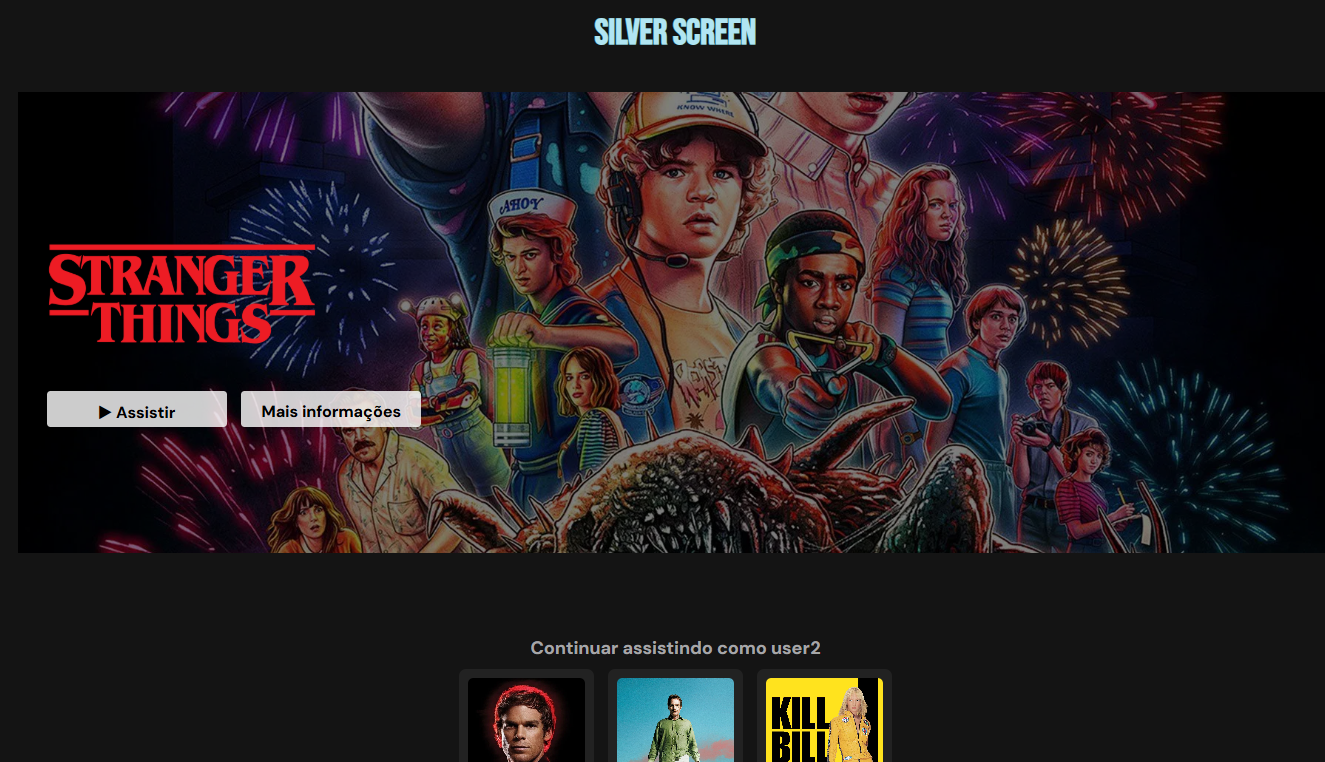 SILVER SCREEN
KNOW WHERE
AHOY
STRANGER
THINGS
▶ Assistir
Mais informações
Continuar assistindo como user2
KILL
BILL